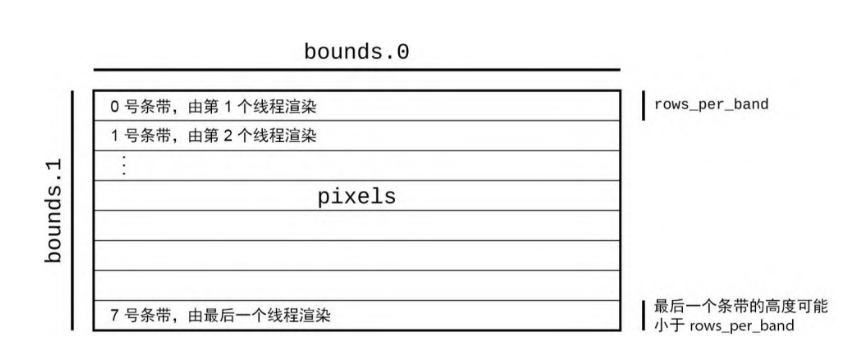 bounds.0
0 号条带，由第 1 个线程渲染
rows_per_band
1 号条带，由第 2 个线程渲染
⋮
pixels
bounds.1
7 号条带，由最后一个线程渲染
最后一个条带的高度可能
小于 rows_per_band